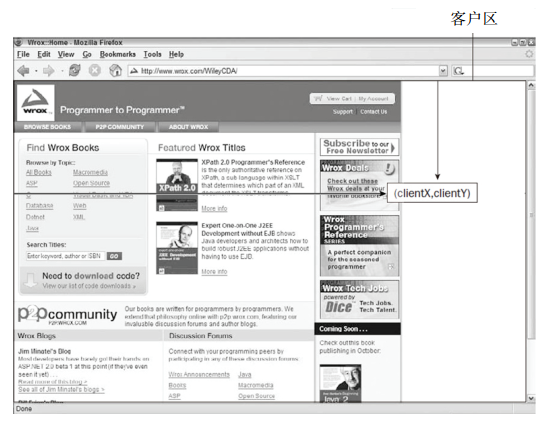 客户区
Wrox::Home - Mozilla Firefox
File Edit View Go Bookmarks Tools Help
http://www.wrox.com/WileyCDA/
wrox
Programmer to Programmer™
View Cart | My Account
Support | Contact Us
BROWSE BOOKS P2P COMMUNITY ABOUT WROX
Find Wrox Books
Browse by Topic:
All Books Macromedia
ASP Open Source
Database Web
Dotnet XML
Java
Search Titles:
Enter keyword, author or ISBN GO
Need to download code?
View our list of code downloads »
Featured Wrox Titles
XPath 2.0
XPath 2.0 Programmer's Reference
is the only authoritative reference on
XPath, a sub language within XSLT
that determines which part of an XML
More info
Expert One-on-One J2EE
Development without EJB shows
Java developers and architects how to
build robust J2EE applications without
having to use EJB.
More info
Subscribe to our
Free Newsletter
Wrox Deals
Check out these
Wrox deals at your
favorite bookstore
(clientX,clientY)
Wrox
Programmer's
Reference
SERIES
A perfect companion
for the seasoned
programmer
Wrox Tech Jobs
powered by
Dice™ Tech Jobs.
Tech Talent.
p2pcommunity
P2P.WROX.COM
Our books are written for programmers by programmers. We
extend that philosophy online with p2p.wrox.com, featuring our
invaluable discussion forums and author blogs.
Wrox Blogs
Jim Minatel's Blog
Most developers have barely got their hands on
ASP.NET 2.0 beta 1 at this point (if they've even
seen it yet) . . .
Read more of this blog »
See all of Jim Minatel's blogs »
Discussion Forums
Connect with your programming peers by
participating in any of these discussion forums:
Wrox Announcements Java
Books Macromedia
ASP Open Source
Coming Soon . . .
Check out this book
publishing in October:
Java 2
Done